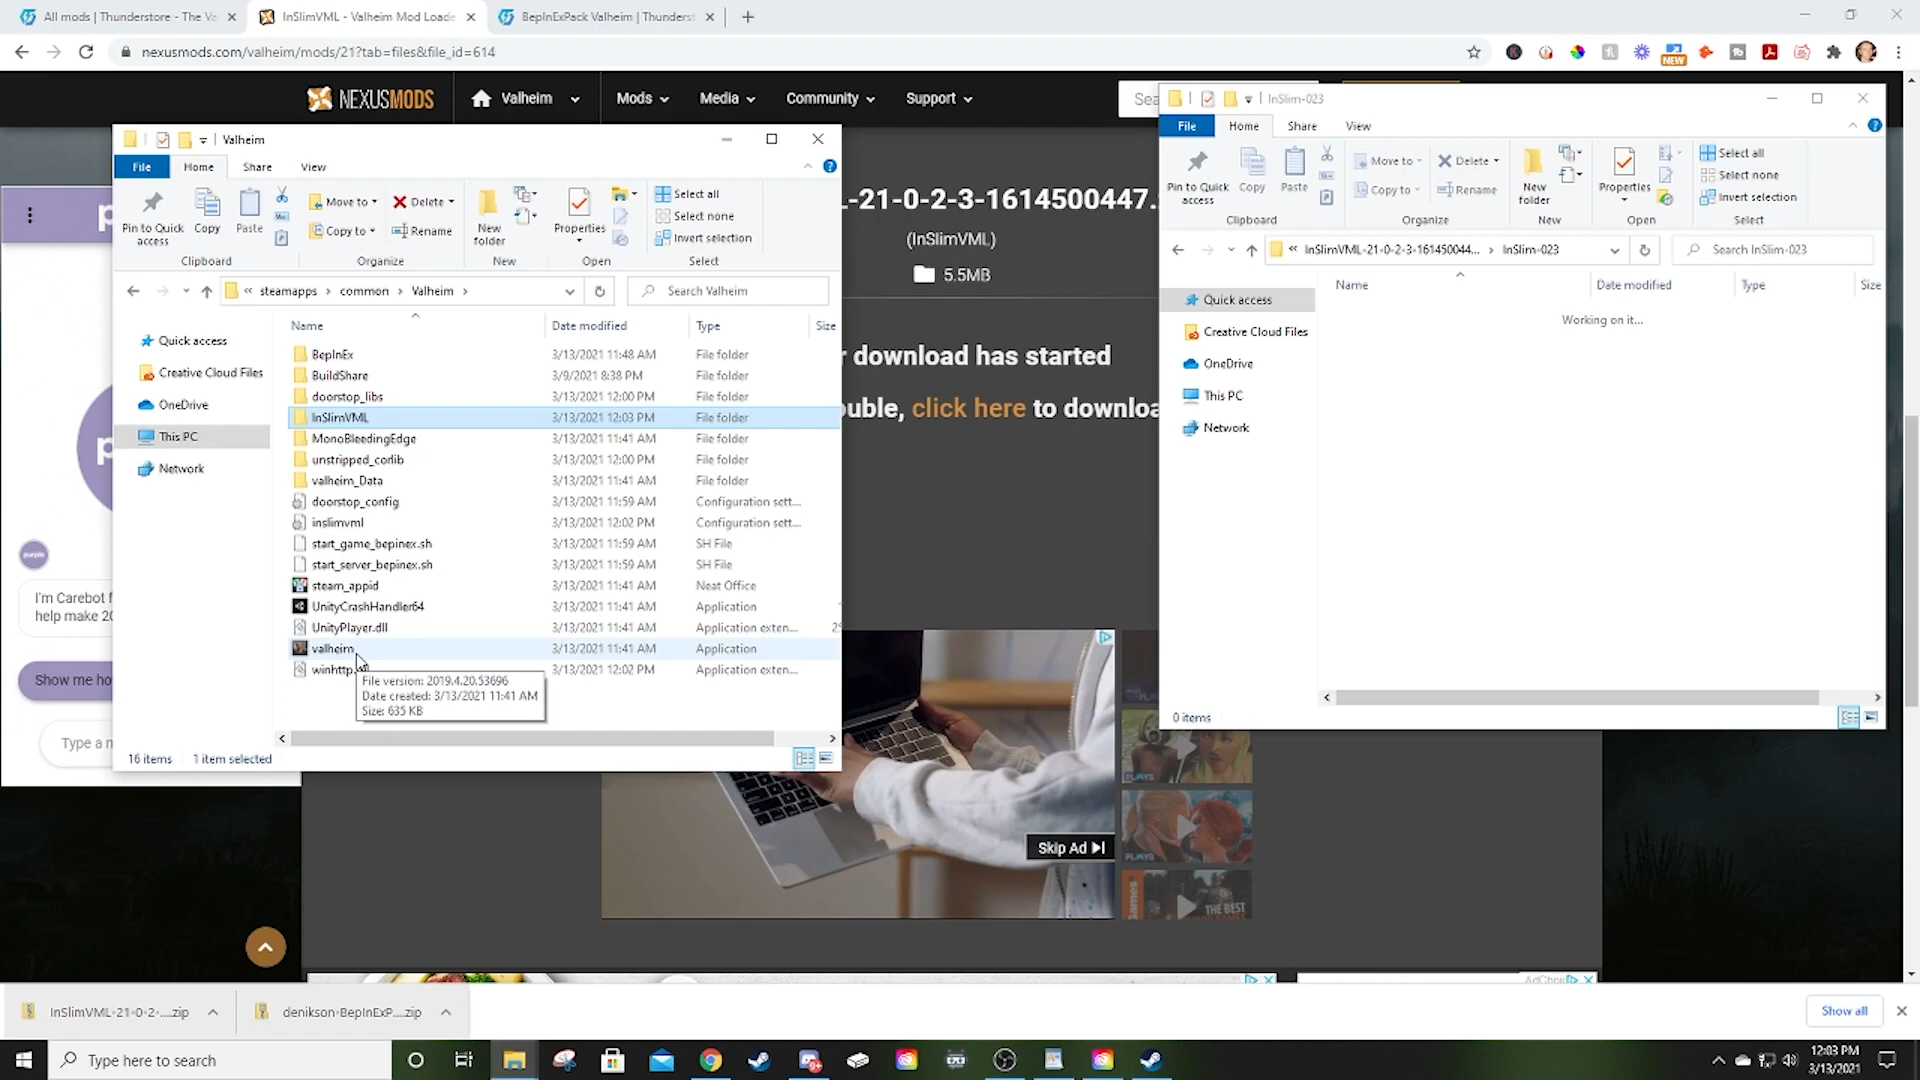 All mods | Thunderstore - The Va
InSlimVML - Valheim Mod Loade
BepInExPack Valheim | Thunderst
nexusmods.com/valheim/mods/21?tab=files&file_id=614
NEW
NEXUSMODS
Valheim
Mods
Media
Community
Support
Sea
Valheim
File
Home
Share
View
Pin to Quick access
Copy
Paste
Move to
Copy to
Delete
Rename
New folder
Properties
Select all
Select none
Invert selection
Clipboard
Organize
New
Open
Select
« steamapps > common > Valheim >
Search Valheim
Quick access
Creative Cloud Files
OneDrive
This PC
Network
Name
Date modified
Type
Size
BepInEx 3/13/2021 11:48 AM File folder
BuildShare 3/9/2021 8:38 PM File folder
doorstop_libs 3/13/2021 12:00 PM File folder
InSlimVML 3/13/2021 12:03 PM File folder
MonoBleedingEdge 3/13/2021 11:41 AM File folder
unstripped_corlib 3/13/2021 12:00 PM File folder
valheim_Data 3/13/2021 11:41 AM File folder
doorstop_config 3/13/2021 11:59 AM Configuration sett...
inslimvml 3/13/2021 12:02 PM Configuration sett...
start_game_bepinex.sh 3/13/2021 11:59 AM SH File
start_server_bepinex.sh 3/13/2021 11:59 AM SH File
steam_appid 3/13/2021 11:41 AM Neat Office
UnityCrashHandler64 3/13/2021 11:41 AM Application
UnityPlayer.dll 3/13/2021 11:41 AM Application exten...
valheim 3/13/2021 11:41 AM Application
winhttp. 3/13/2021 12:02 PM Application exten...
File version: 2019.4.20.53696
Date created: 3/13/2021 11:41 AM
Size: 635 KB
16 items
1 item selected
L-21-0-2-3-1614500447.
(InSlimVML)
5.5MB
r download has started
ouble, click here to downloa
InSlim-023
File
Home
Share
View
Pin to Quick access
Copy
Paste
Move to
Copy to
Delete
Rename
New folder
Properties
Select all
Select none
Invert selection
Clipboard
Organize
New
Open
Select
« InSlimVML-21-0-2-3-161450044... > InSlim-023
Search InSlim-023
Quick access
Creative Cloud Files
OneDrive
This PC
Network
Name
Date modified
Type
Size
Working on it...
0 items
purple
I'm Carebot f
help make 20
Show me ho
Type a m
PLAYS
PLAYS
Games
THE BEST
Skip Ad
AdChoic
InSlimVML-21-0-2-....zip
denikson-BepInExP....zip
Show all
Type here to search
12:03 PM
3/13/2021